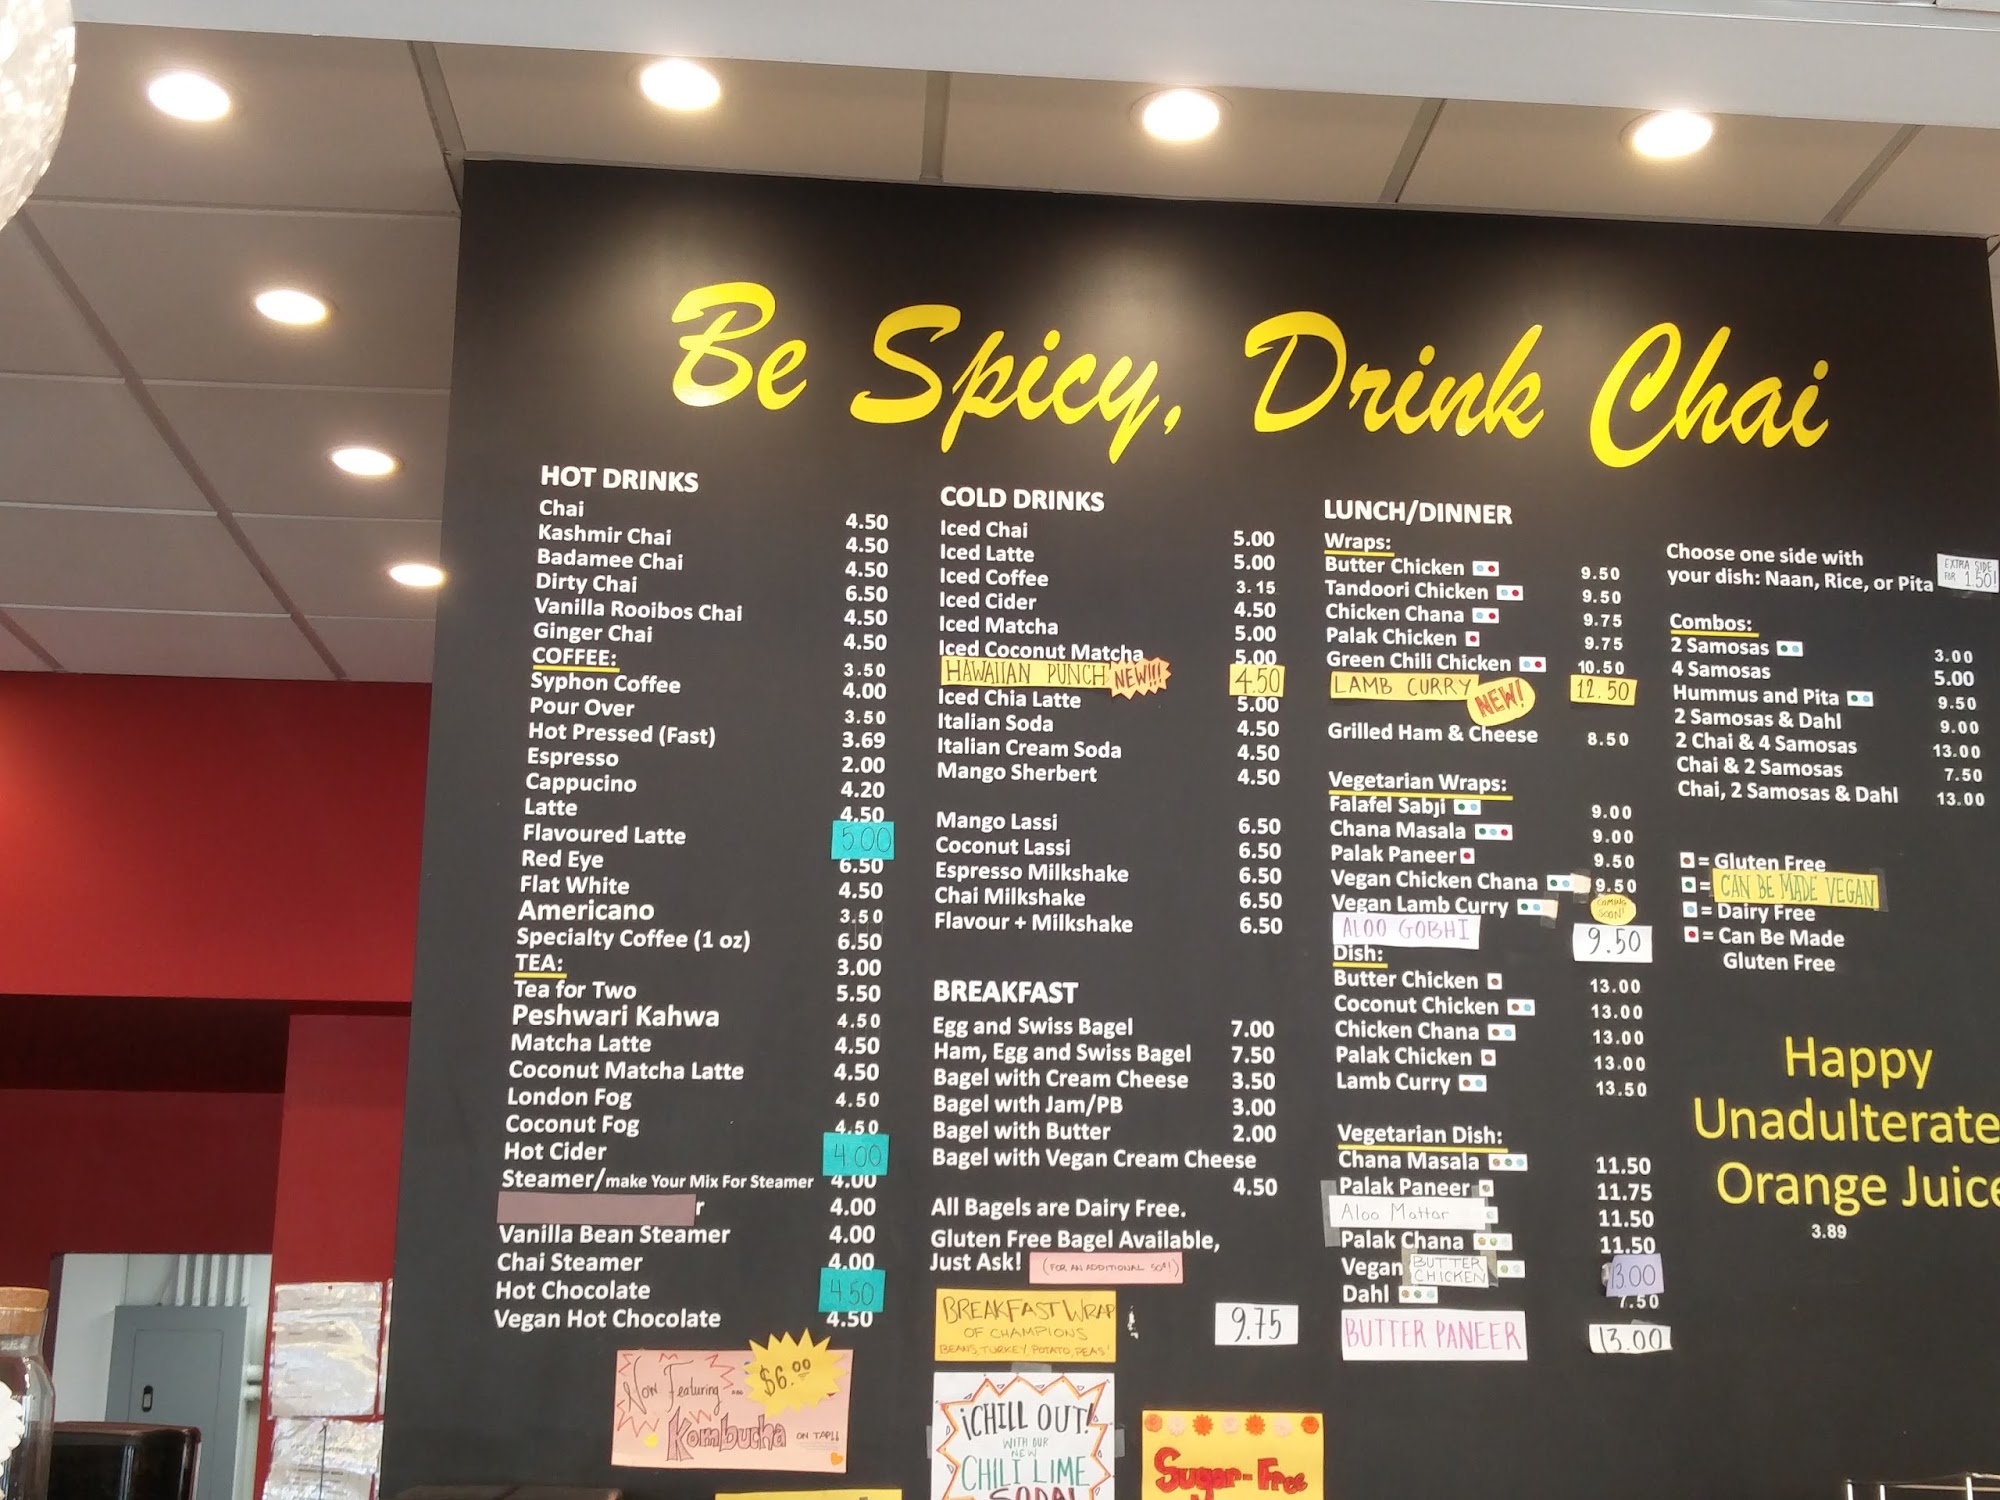 Be Spicy, Drink Chai
HOT DRINKS
Chai 4.50
Kashmir Chai 4.50
Badamee Chai 4.50
Dirty Chai 6.50
Vanilla Rooibos Chai 4.50
Ginger Chai 4.50
COFFEE: 3.50
Syphon Coffee 4.00
Pour Over 3.50
Hot Pressed (Fast) 3.69
Espresso 2.00
Cappucino 4.20
Latte 4.50
Flavoured Latte 5.00
Red Eye 6.50
Flat White 4.50
Americano 3.50
Specialty Coffee (1 oz) 6.50
TEA: 3.00
Tea for Two 5.50
Peshwari Kahwa 4.50
Matcha Latte 4.50
Coconut Matcha Latte 4.50
London Fog 4.50
Coconut Fog 4.50
Hot Cider 4.00
Steamer/make Your Mix For Steamer 4.00
r 4.00
Vanilla Bean Steamer 4.00
Chai Steamer 4.00
Hot Chocolate 4.50
Vegan Hot Chocolate 4.50
Now Featuring... $6.00
Kombucha ON TAP!!
COLD DRINKS
Iced Chai 5.00
Iced Latte 5.00
Iced Coffee 3.15
Iced Cider 4.50
Iced Matcha 5.00
Iced Coconut Matcha 5.00
HAWAIIAN PUNCH NEW!!! 4.50
Iced Chia Latte 5.00
Italian Soda 4.50
Italian Cream Soda 4.50
Mango Sherbert 4.50
Mango Lassi 6.50
Coconut Lassi 6.50
Espresso Milkshake 6.50
Chai Milkshake 6.50
Flavour + Milkshake 6.50
BREAKFAST
Egg and Swiss Bagel 7.00
Ham, Egg and Swiss Bagel 7.50
Bagel with Cream Cheese 3.50
Bagel with Jam/PB 3.00
Bagel with Butter 2.00
Bagel with Vegan Cream Cheese
4.50
All Bagels are Dairy Free.
Gluten Free Bagel Available,
Just Ask! (FOR AN ADDITIONAL 50¢!)
BREAKFAST WRAP 9.75
OF CHAMPIONS
BEANS, TURKEY, POTATO, PEAS!
¡CHILL OUT!
WITH OUR
NEW
CHILI LIME
SODA!
Sugar-Free
LUNCH/DINNER
Wraps:
Butter Chicken 9.50
Tandoori Chicken 9.50
Chicken Chana 9.75
Palak Chicken 9.75
Green Chili Chicken 10.50
LAMB CURRY NEW! 12.50
Grilled Ham & Cheese 8.50
Vegetarian Wraps:
Falafel Sabji 9.00
Chana Masala 9.00
Palak Paneer 9.50
Vegan Chicken Chana 9.50
Vegan Lamb Curry COMING SOON!
ALOO GOBHI 9.50
Dish:
Butter Chicken 13.00
Coconut Chicken 13.00
Chicken Chana 13.00
Palak Chicken 13.00
Lamb Curry 13.50
Vegetarian Dish:
Chana Masala 11.50
Palak Paneer 11.75
Aloo Mattar 11.50
Palak Chana 11.50
Vegan BUTTER CHICKEN 13.00
Dahl 7.50
BUTTER PANEER 13.00
Choose one side with
your dish: Naan, Rice, or Pita
EXTRA SIDE
FOR 1.50!
Combos:
2 Samosas 3.00
4 Samosas 5.00
Hummus and Pita 9.50
2 Samosas & Dahl 9.00
2 Chai & 4 Samosas 13.00
Chai & 2 Samosas 7.50
Chai, 2 Samosas & Dahl 13.00
= Gluten Free
= CAN BE MADE VEGAN
= Dairy Free
= Can Be Made
Gluten Free
Happy
Unadulterate
Orange Juice
3.89